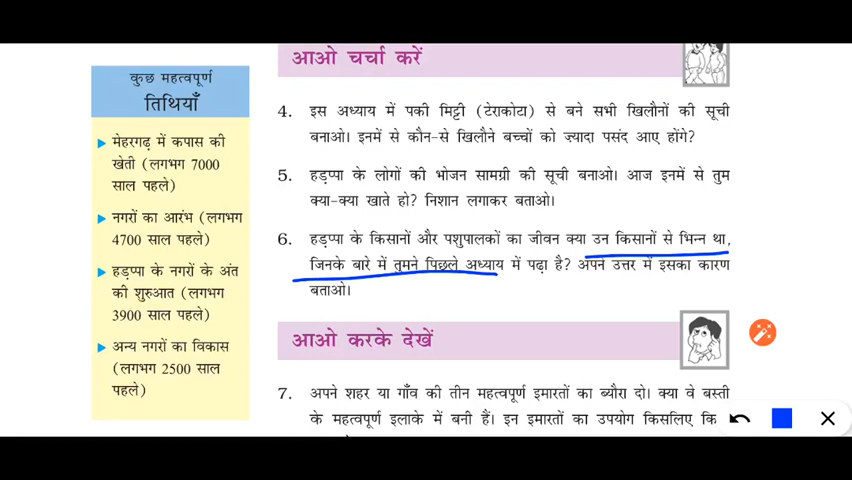 आओ चर्चा करें
कुछ महत्वपूर्ण
तिथियाँ
▶ मेहरगढ़ में कपास की
खेती (लगभग 7000
साल पहले)
▶ नगरों का आरंभ (लगभग
4700 साल पहले)
▶ हड़प्पा के नगरों के अंत
की शुरुआत (लगभग
3900 साल पहले)
▶ अन्य नगरों का विकास
(लगभग 2500 साल
पहले)
4. इस अध्याय में पकी मिट्टी (टेराकोटा) से बने सभी खिलौनों की सूची
बनाओ। इनमें से कौन-से खिलौने बच्चों को ज़्यादा पसंद आए होंगे?
5. हड़प्पा के लोगों की भोजन सामग्री की सूची बनाओ। आज इनमें से तुम
क्या-क्या खाते हो? निशान लगाकर बताओ।
6. हड़प्पा के किसानों और पशुपालकों का जीवन क्या उन किसानों से भिन्न था,
जिनके बारे में तुमने पिछले अध्याय में पढ़ा है? अपने उत्तर में इसका कारण
बताओ।
आओ करके देखें
7. अपने शहर या गाँव की तीन महत्वपूर्ण इमारतों का ब्यौरा दो। क्या वे बस्ती
के महत्वपूर्ण इलाके में बनी हैं। इन इमारतों का उपयोग किसलिए